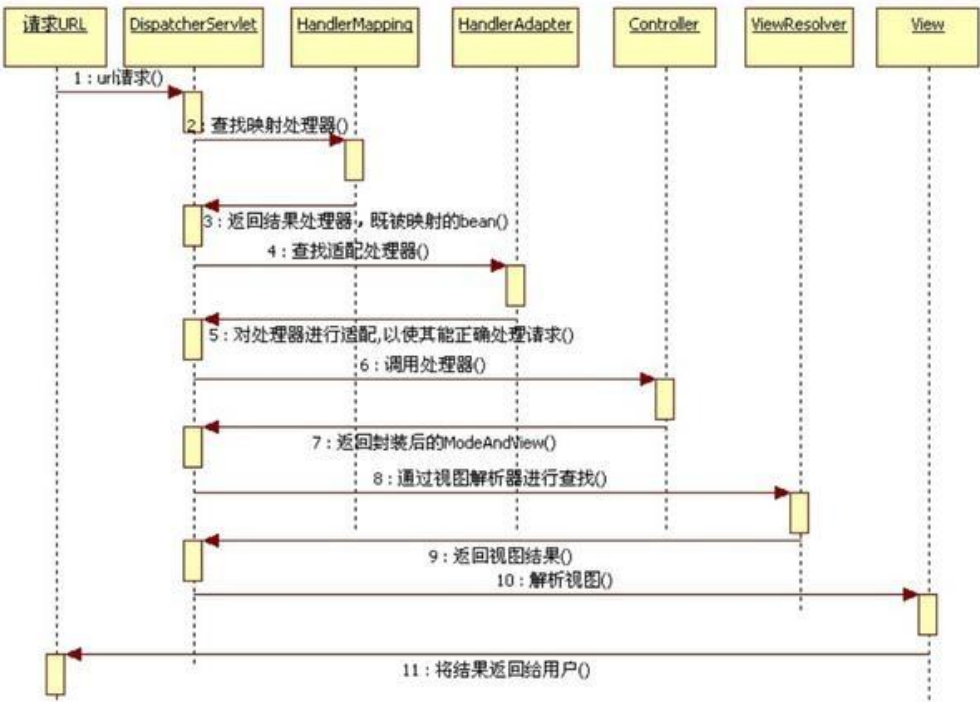 请求URL
DispatcherServlet
HandlerMapping
HandlerAdapter
Controller
ViewResolver
View
1 : url请求()
2 : 查找映射处理器()
3 : 返回结果处理器，既被映射的bean()
4 : 查找适配处理器()
5 : 对处理器进行适配,以使其能正确处理请求()
6 : 调用处理器()
7 : 返回封装后的ModeAndView()
8 : 通过视图解析器进行查找()
9 : 返回视图结果()
10 : 解析视图()
11 : 将结果返回给用户()